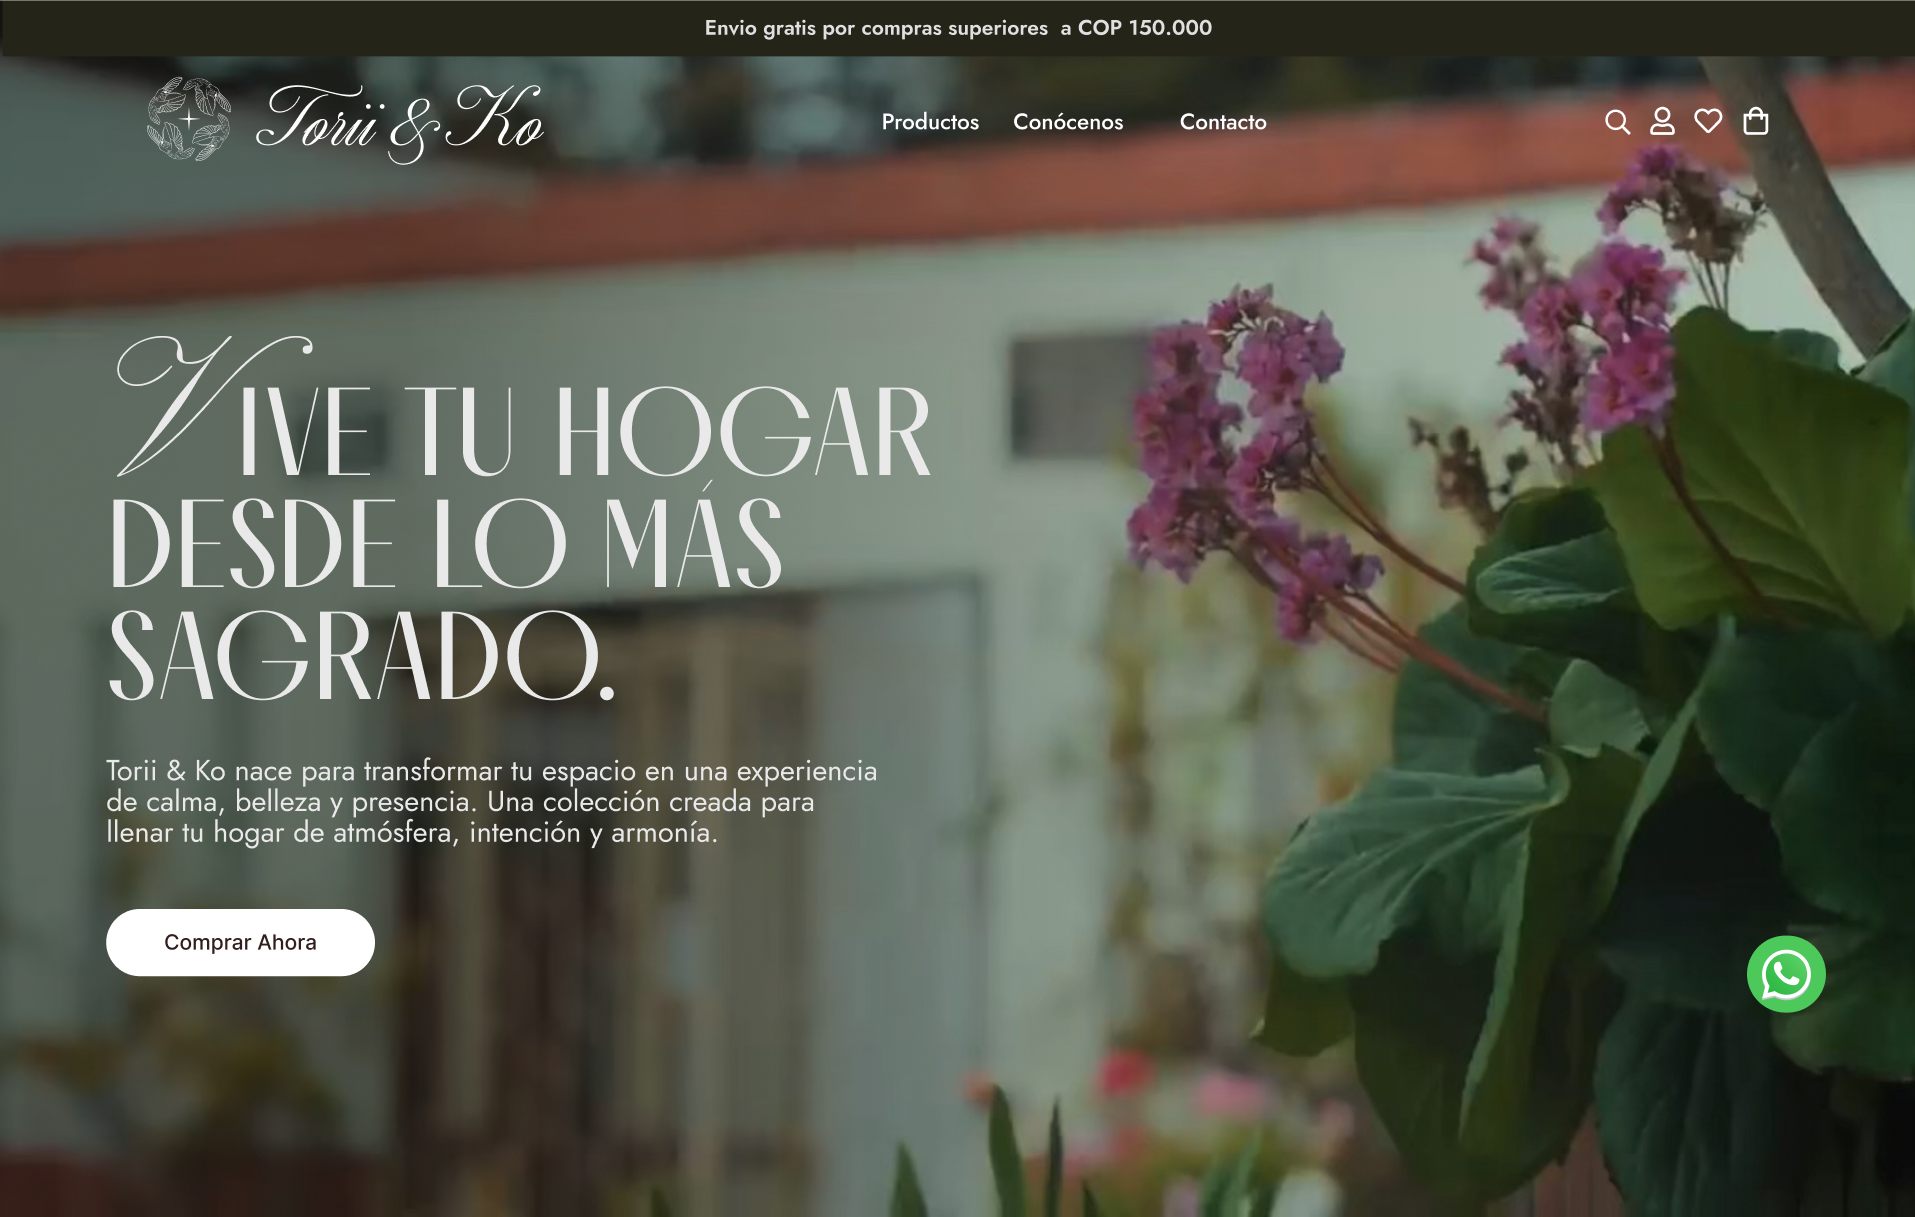 Envio gratis por compras superiores  a COP 150.000
Torii & Ko
Productos Conócenos Contacto
VIVE TU HOGAR
DESDE LO MÁS
SAGRADO.
Torii & Ko nace para transformar tu espacio en una experiencia
de calma, belleza y presencia. Una colección creada para
llenar tu hogar de atmósfera, intención y armonía.
Comprar Ahora